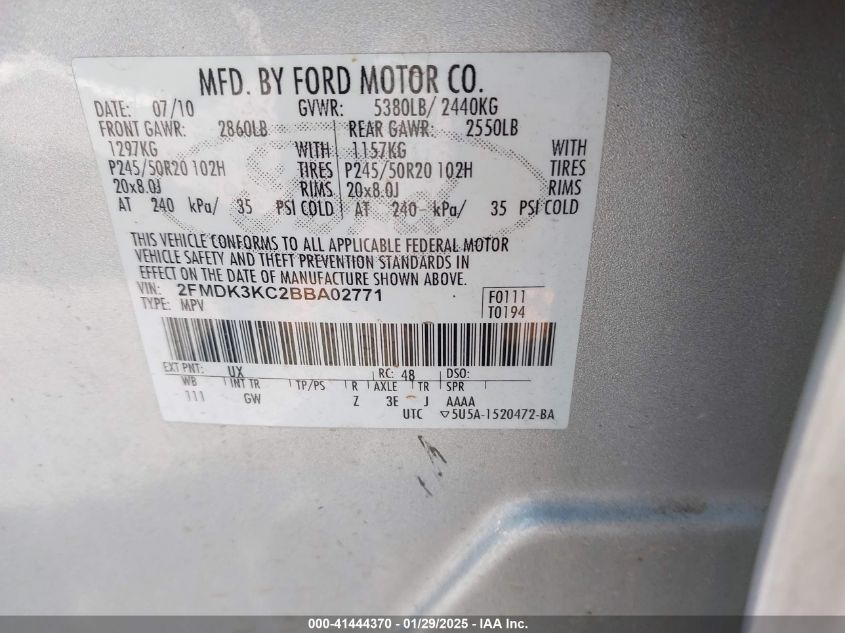 MFD. BY FORD MOTOR CO.
DATE: 07/10 GVWR: 5380LB/ 2440KG
FRONT GAWR: 2860LB REAR GAWR: 2550LB
1297KG WITH 1157KG WITH
P245/50R20 102H TIRES P245/50R20 102H TIRES
20x8.0J RIMS 20x8.0J RIMS
AT 240 kPa/ 35 PSI COLD AT 240 kPa/ 35 PSI COLD
THIS VEHICLE CONFORMS TO ALL APPLICABLE FEDERAL MOTOR
VEHICLE SAFETY AND THEFT PREVENTION STANDARDS IN
EFFECT ON THE DATE OF MANUFACTURE SHOWN ABOVE.
VIN: 2FMDK3KC2BBA02771 F0111
TYPE: MPV T0194
EXT PNT: UX RC: 48 DSO:
WB INT TR TP/PS R AXLE TR SPR
111 GW Z 3E J AAAA
UTC ▽5U5A-1520472-BA
000-41444370 | 01/29/2025 - IAA Inc.